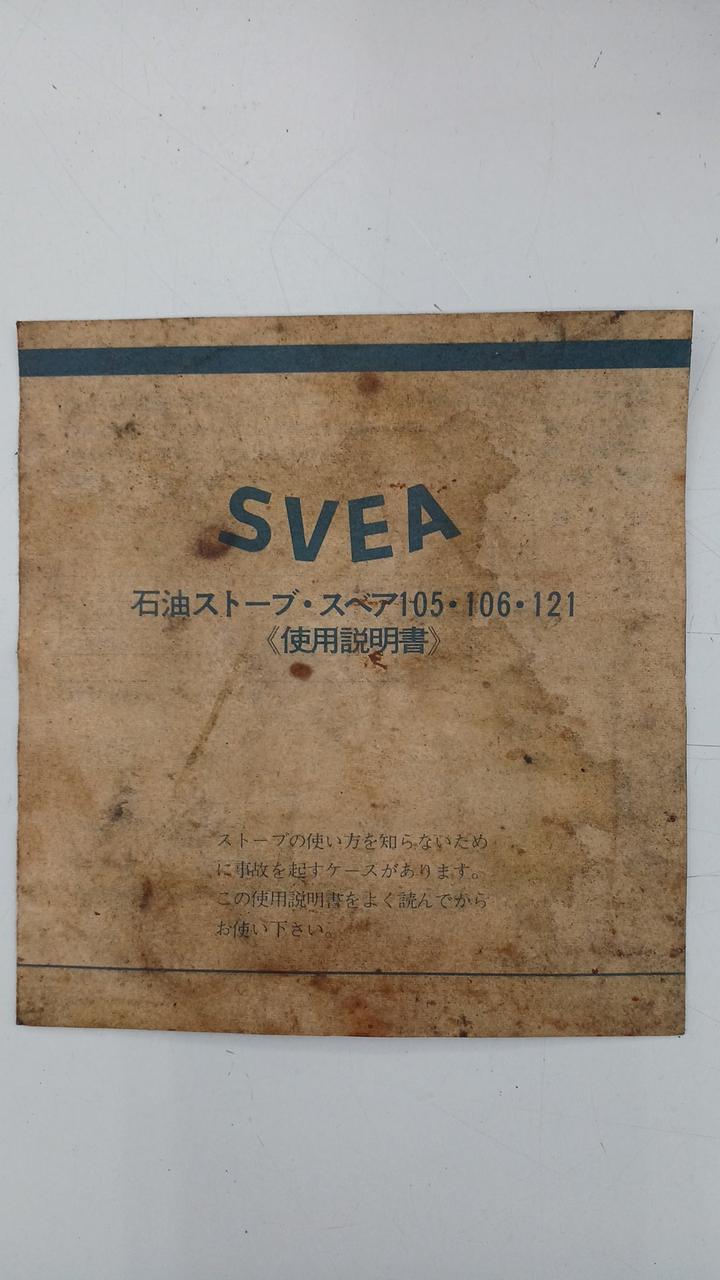 SVEA
石油ストーブ・スベア105・106・121
《使用説明書》
ストーブの使い方を知らないため
に事故を起すケースがあります。
この使用説明書をよく読んでから
お使い下さい。